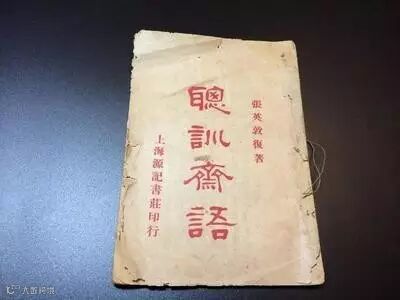 張英敦復著
聰訓齋語
上海源記書莊印行